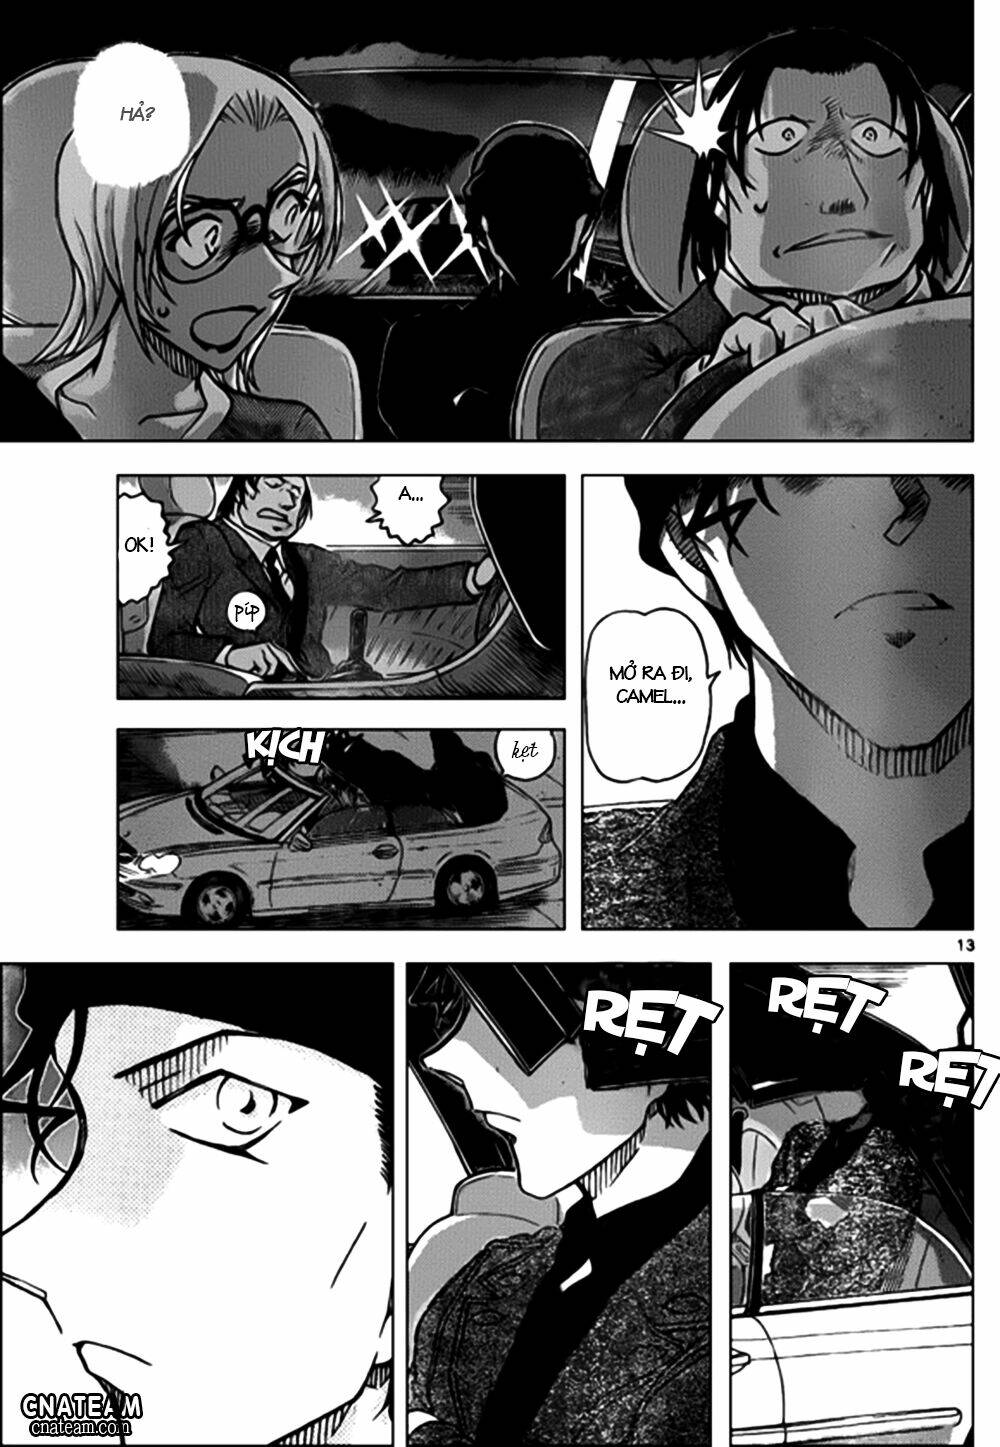 HẢ?
MỞ RA ĐI,
CAMEL...
A...
OK!
píp
KỊCH
kẹt
13
RẸT
RẸT
RẸT
CNATEAM
cnateam.com